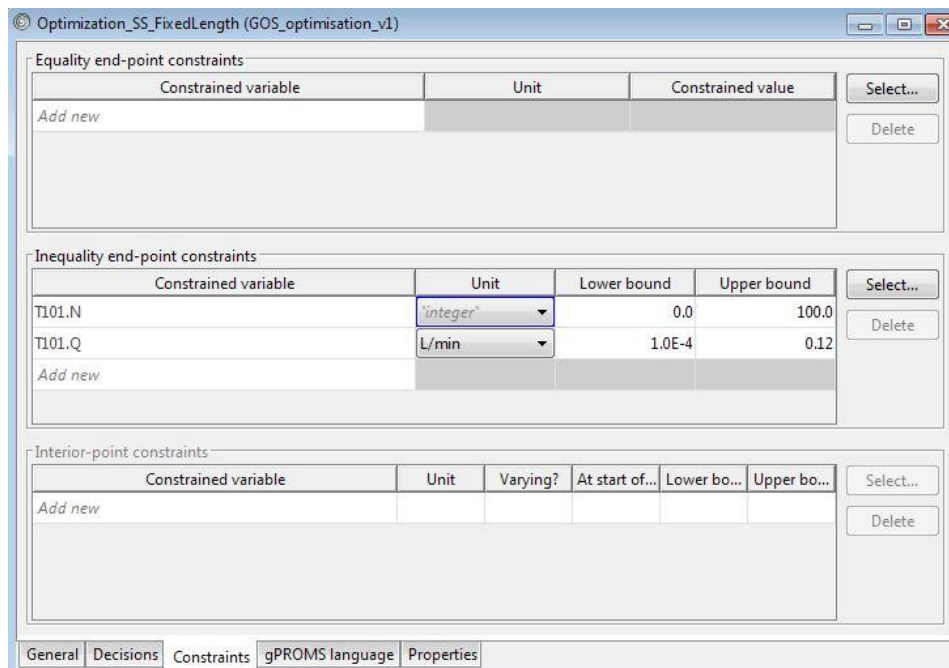 Optimization_SS_FixedLength (GOS_optimisation_v1)
Equality end-point constraints
Constrained variable Unit Constrained value Select...
Add new
Delete
Inequality end-point constraints
Constrained variable Unit Lower bound Upper bound Select...
T101.N "integer" 0.0 100.0
Delete
T101.Q L/min 1.0E-4 0.12
Add new
Interior-point constraints
Constrained variable Unit Varying? At start of... Lower bo... Upper bo... Select...
Add new
Delete
General Decisions Constraints gPROMS language Properties